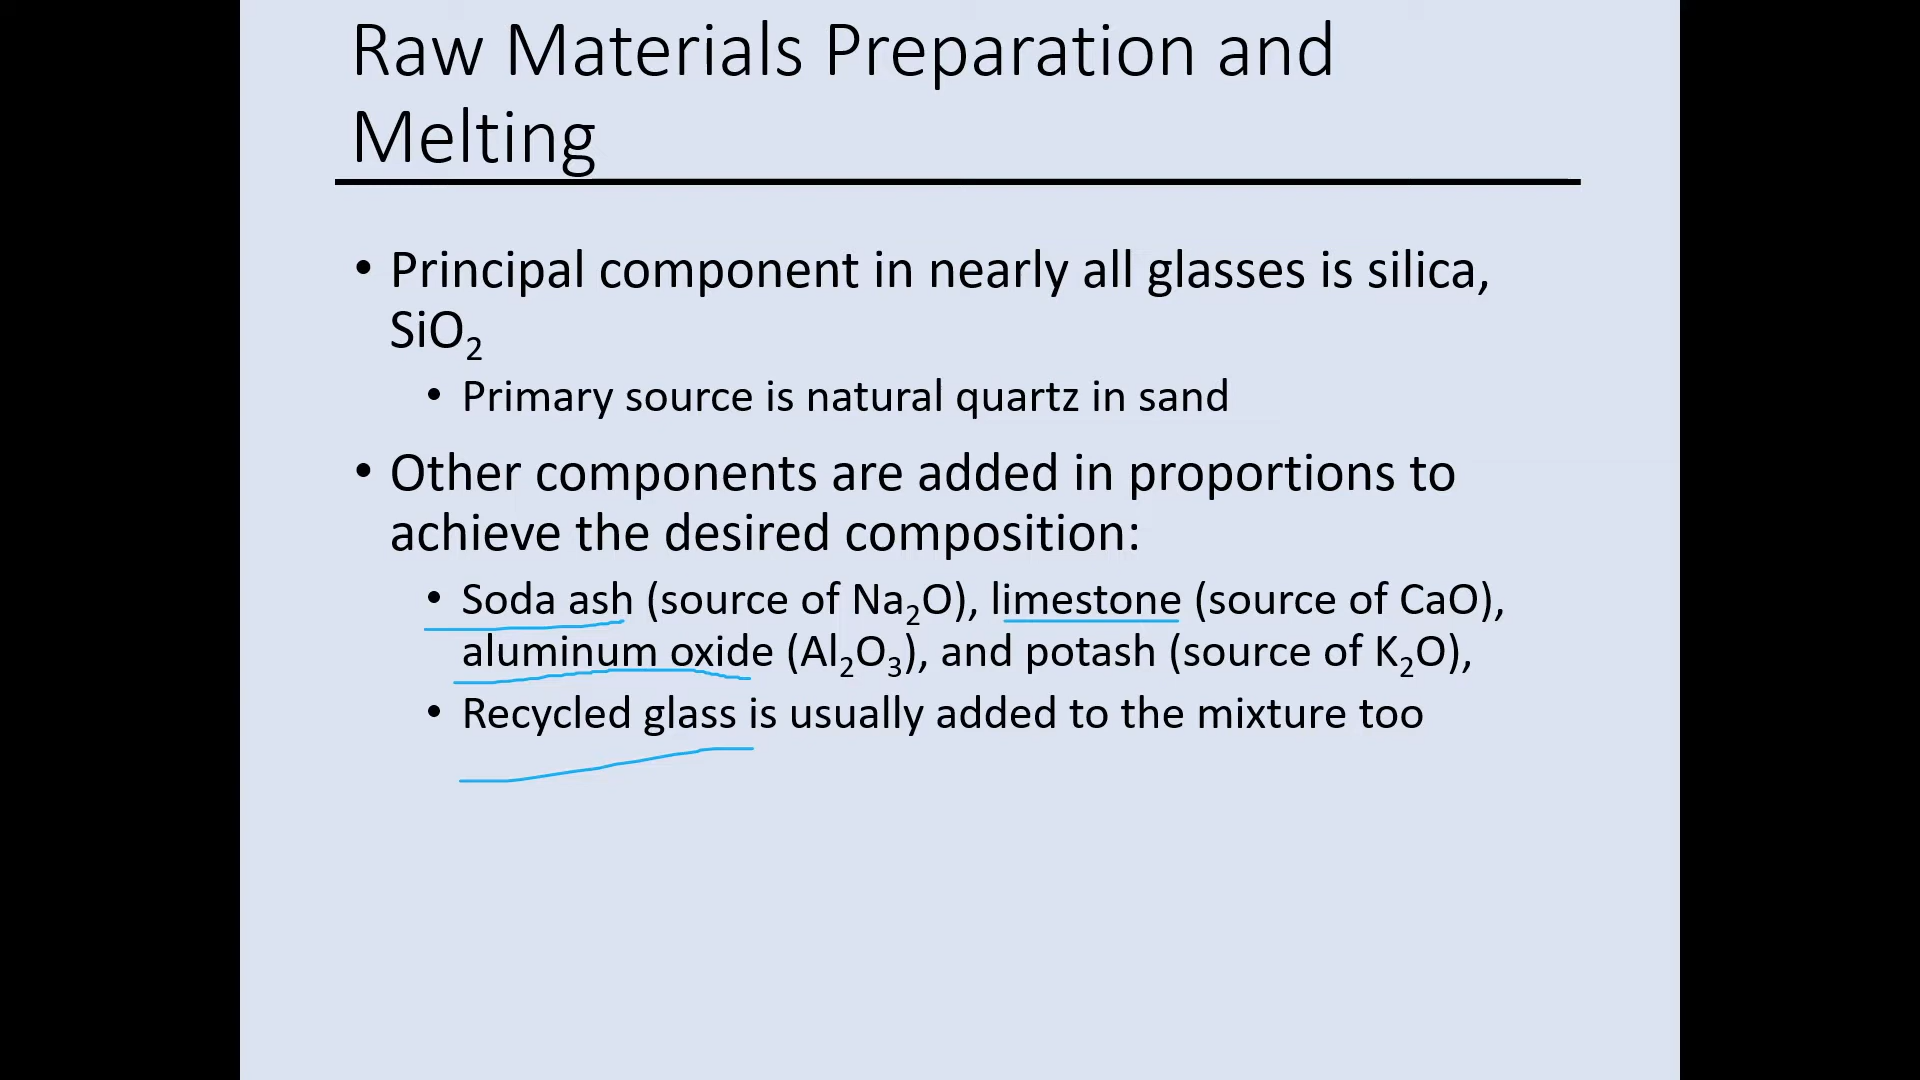 Raw Materials Preparation and
Melting
• Principal component in nearly all glasses is silica,
SiO₂
• Primary source is natural quartz in sand
• Other components are added in proportions to
achieve the desired composition:
• Soda ash (source of Na₂O), limestone (source of CaO),
aluminum oxide (Al₂O₃), and potash (source of K₂O),
• Recycled glass is usually added to the mixture too